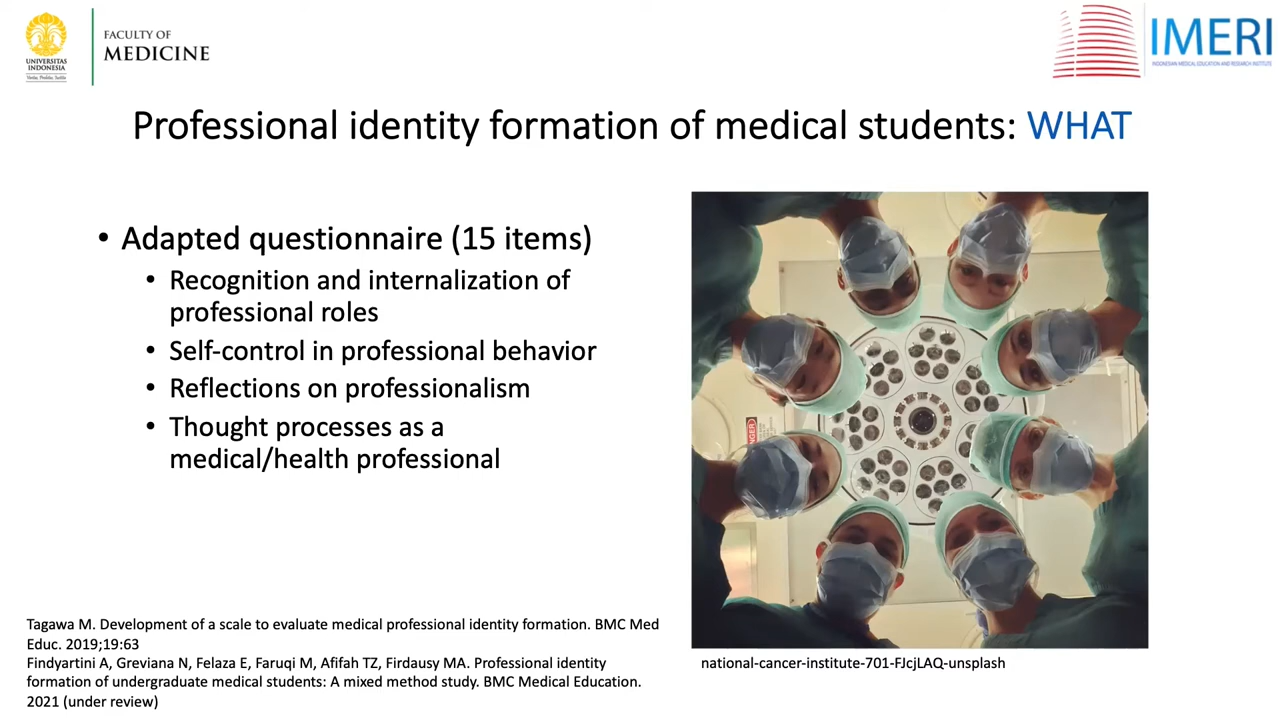 UNIVERSITAS
INDONESIA
Veritas, Probitas, Iustitia
FACULTY OF
MEDICINE
IMERI
INDONESIAN MEDICAL EDUCATION AND RESEARCH INSTITUTE
Professional identity formation of medical students: WHAT
• Adapted questionnaire (15 items)
• Recognition and internalization of
professional roles
• Self-control in professional behavior
• Reflections on professionalism
• Thought processes as a
medical/health professional
DANGER
Tagawa M. Development of a scale to evaluate medical professional identity formation. BMC Med
Educ. 2019;19:63
Findyartini A, Greviana N, Felaza E, Faruqi M, Afifah TZ, Firdausy MA. Professional identity
formation of undergraduate medical students: A mixed method study. BMC Medical Education.
2021 (under review)
national-cancer-institute-701-FJcjLAQ-unsplash